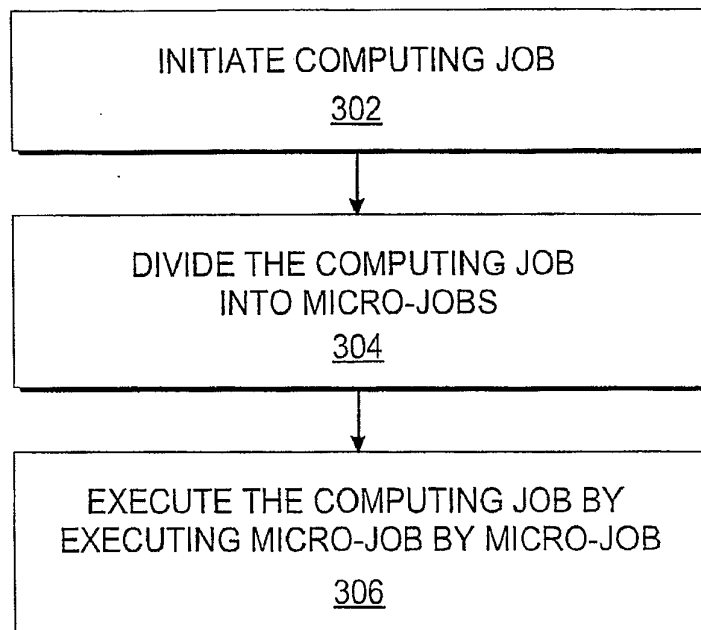 INITIATE COMPUTING JOB
302
DIVIDE THE COMPUTING JOB
INTO MICRO-JOBS
304
EXECUTE THE COMPUTING JOB BY
EXECUTING MICRO-JOB BY MICRO-JOB
306